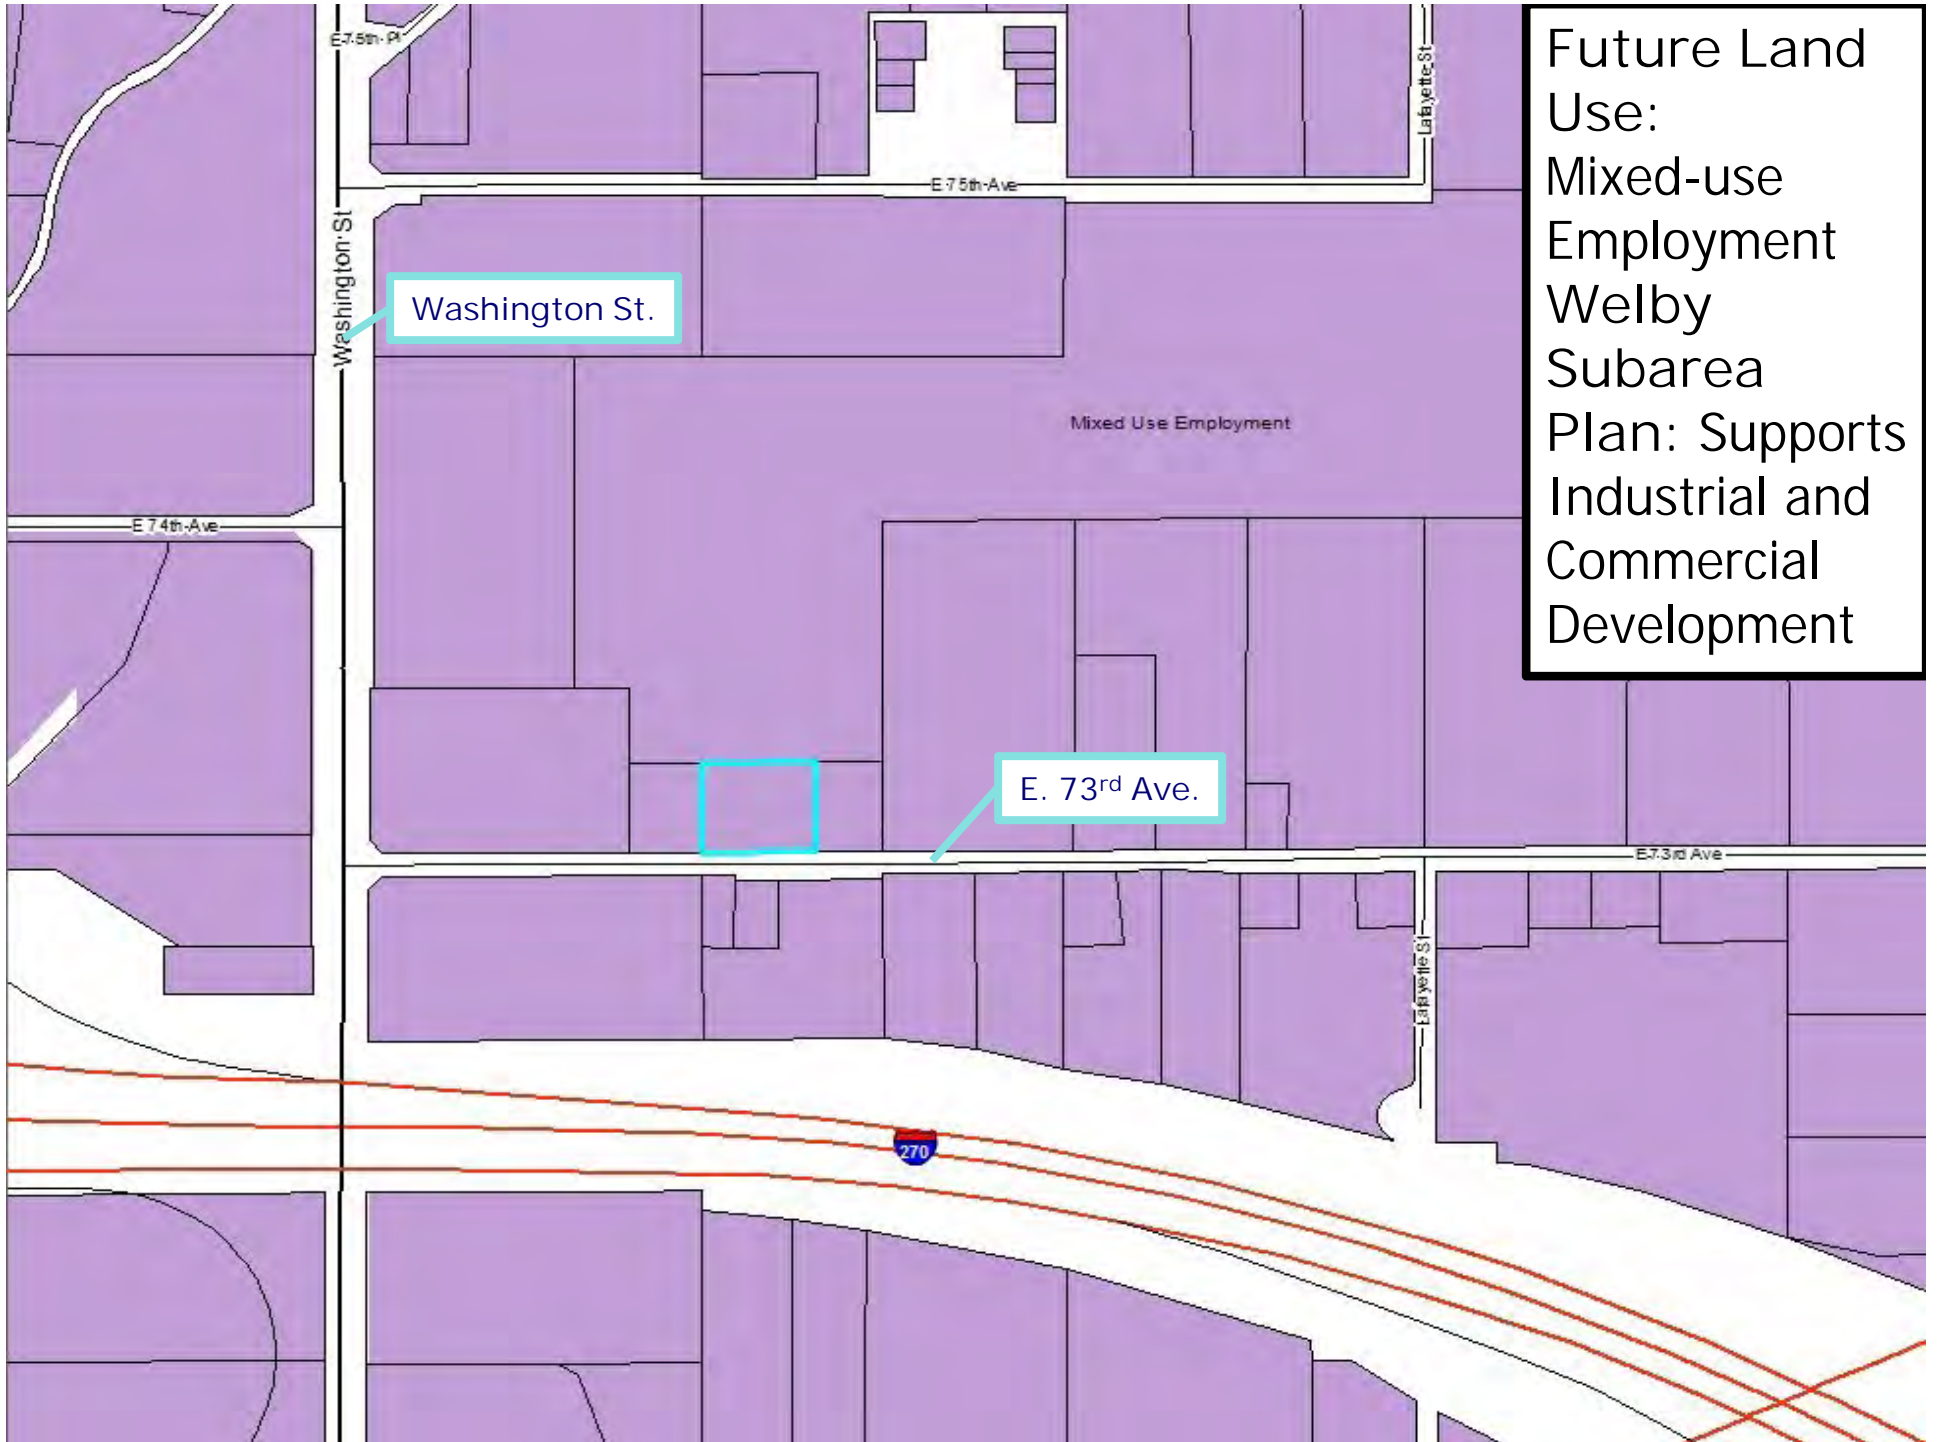 E 75th Pl
Future Land
Use:
Mixed-use
Employment
Welby
Subarea
Plan: Supports
Industrial and
Commercial
Development
Lafayette St
E 75th Ave
Washington St
Washington St.
Mixed Use Employment
E 74th Ave
E. 73rd Ave.
E 73rd Ave
Lafayette St
270